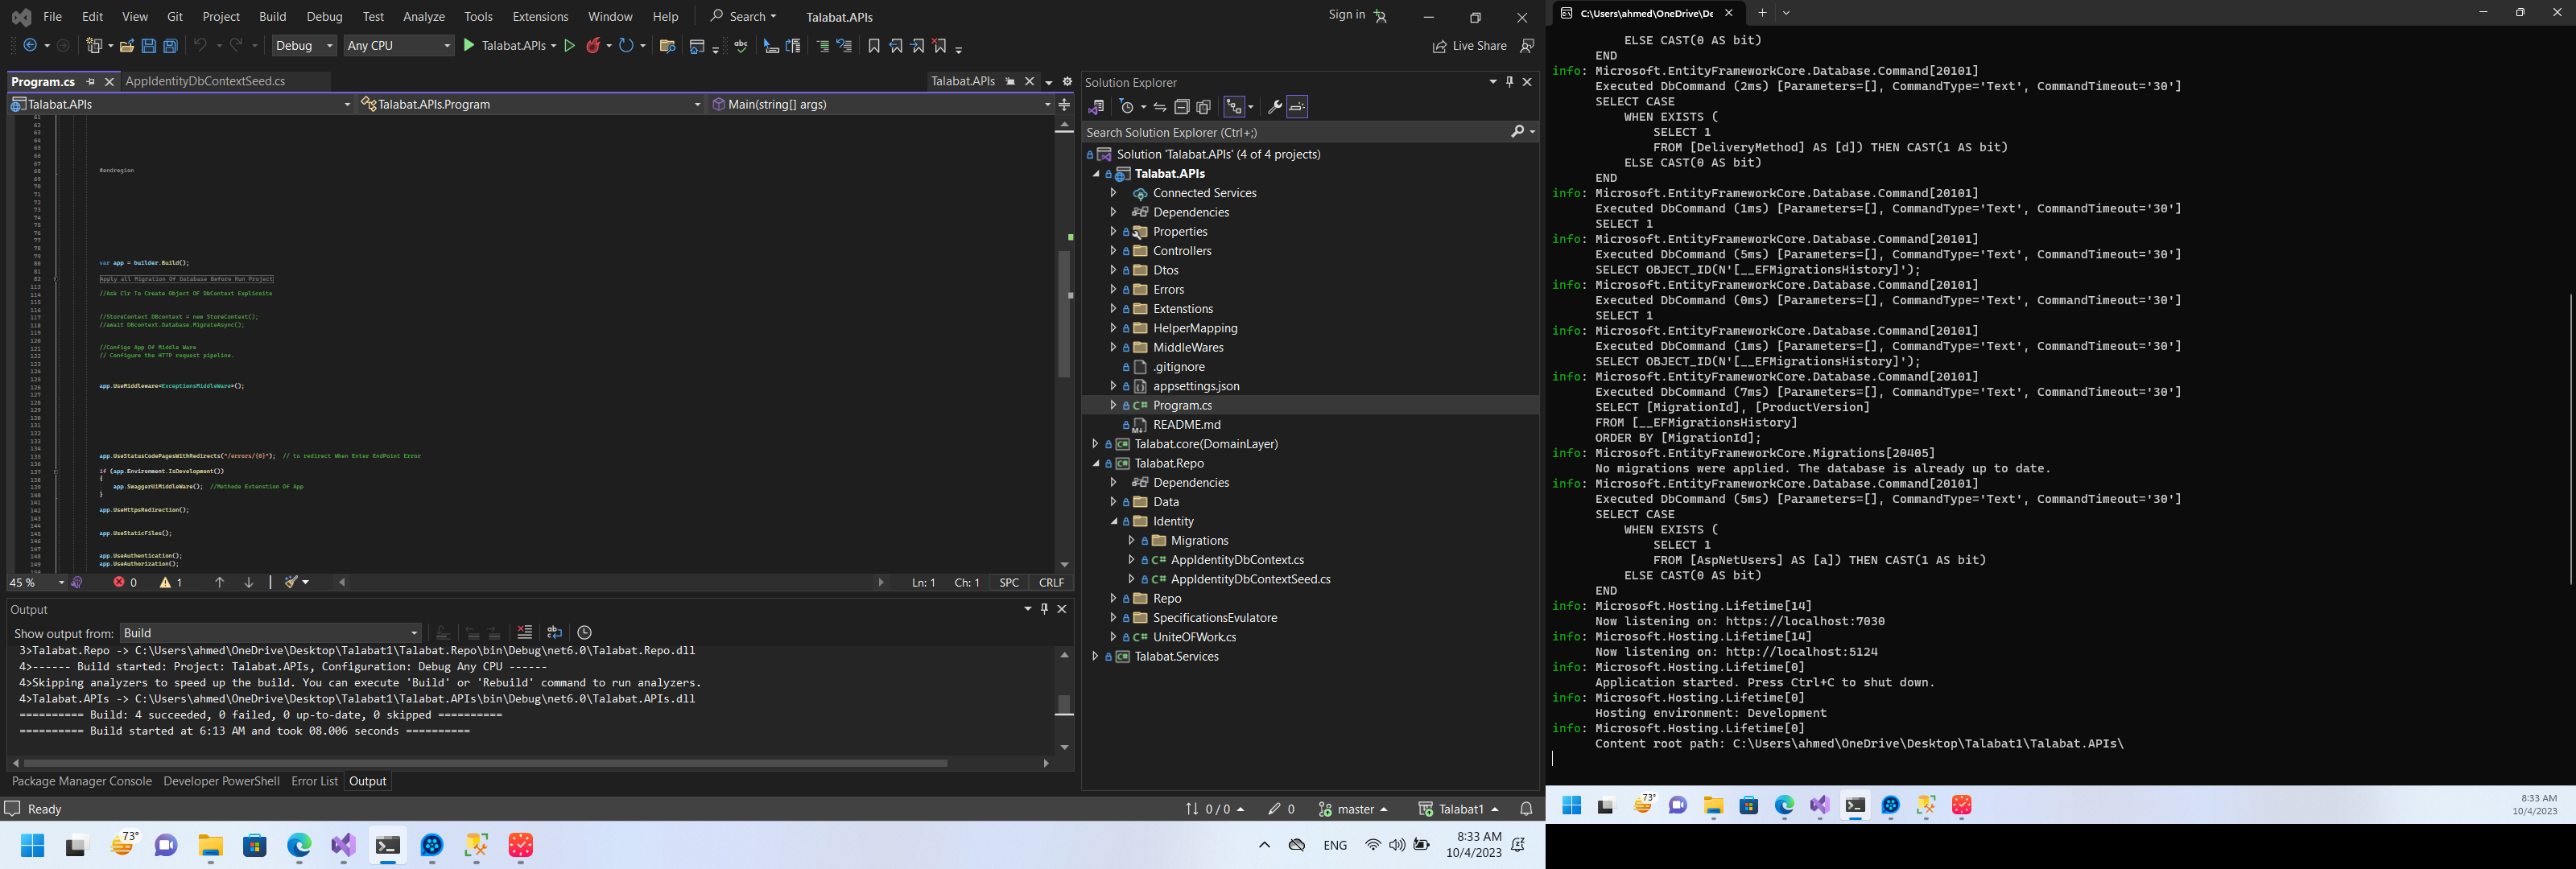 File Edit View Git Project Build Debug Test Analyze Tools Extensions Window Help Search Talabat.APIs Sign in
Debug Any CPU Talabat.APIs Live Share
Program.cs AppIdentityDbContextSeed.cs Talabat.APIs
Talabat.APIs Talabat.APIs.Program Main(string[] args)
#endregion
var app = builder.Build();
Apply all Migration Of Database Before Run Project
//Ask Clr To Create Object OF DbContext Explicsite
//StoreContext DBcontext = new StoreContext();
//await DBcontext.Database.MigrateAsync();
//Confige App Of Middle Ware
// Configure the HTTP request pipeline.
app.UseMiddleware<ExceptionsMiddleWare>();
app.UseStatusCodePagesWithRedirects("/errors/{0}"); // to redirect When Enter EndPoint Error
if (app.Environment.IsDevelopment())
{
app.SwaggerUiMiddleWare(); //Methode Extenstion Of App
}
app.UseHttpsRedirection();
app.UseStaticFiles();
app.UseAuthentication();
app.UseAuthorization();
45 % 0 1 Ln: 1 Ch: 1 SPC CRLF
Output
Show output from: Build
3>Talabat.Repo -> C:\Users\ahmed\OneDrive\Desktop\Talabat1\Talabat.Repo\bin\Debug\net6.0\Talabat.Repo.dll
4>------ Build started: Project: Talabat.APIs, Configuration: Debug Any CPU ------
4>Skipping analyzers to speed up the build. You can execute 'Build' or 'Rebuild' command to run analyzers.
4>Talabat.APIs -> C:\Users\ahmed\OneDrive\Desktop\Talabat1\Talabat.APIs\bin\Debug\net6.0\Talabat.APIs.dll
========== Build: 4 succeeded, 0 failed, 0 up-to-date, 0 skipped ==========
========== Build started at 6:13 AM and took 08.006 seconds ==========
Package Manager Console Developer PowerShell Error List Output
Ready 0 / 0 0 master Talabat1
Solution Explorer
Search Solution Explorer (Ctrl+;)
Solution 'Talabat.APIs' (4 of 4 projects)
Talabat.APIs
Connected Services
Dependencies
Properties
Controllers
Dtos
Errors
Extenstions
HelperMapping
MiddleWares
.gitignore
appsettings.json
Program.cs
README.md
Talabat.core(DomainLayer)
Talabat.Repo
Dependencies
Data
Identity
Migrations
AppIdentityDbContext.cs
AppIdentityDbContextSeed.cs
Repo
SpecificationsEvulatore
UniteOFWork.cs
Talabat.Services
73° ENG 8:33 AM
10/4/2023
C:\Users\ahmed\OneDrive\De
ELSE CAST(0 AS bit)
END
info: Microsoft.EntityFrameworkCore.Database.Command[20101]
Executed DbCommand (2ms) [Parameters=[], CommandType='Text', CommandTimeout='30']
SELECT CASE
WHEN EXISTS (
SELECT 1
FROM [DeliveryMethod] AS [d]) THEN CAST(1 AS bit)
ELSE CAST(0 AS bit)
END
info: Microsoft.EntityFrameworkCore.Database.Command[20101]
Executed DbCommand (1ms) [Parameters=[], CommandType='Text', CommandTimeout='30']
SELECT 1
info: Microsoft.EntityFrameworkCore.Database.Command[20101]
Executed DbCommand (5ms) [Parameters=[], CommandType='Text', CommandTimeout='30']
SELECT OBJECT_ID(N'[__EFMigrationsHistory]');
info: Microsoft.EntityFrameworkCore.Database.Command[20101]
Executed DbCommand (0ms) [Parameters=[], CommandType='Text', CommandTimeout='30']
SELECT 1
info: Microsoft.EntityFrameworkCore.Database.Command[20101]
Executed DbCommand (1ms) [Parameters=[], CommandType='Text', CommandTimeout='30']
SELECT OBJECT_ID(N'[__EFMigrationsHistory]');
info: Microsoft.EntityFrameworkCore.Database.Command[20101]
Executed DbCommand (7ms) [Parameters=[], CommandType='Text', CommandTimeout='30']
SELECT [MigrationId], [ProductVersion]
FROM [__EFMigrationsHistory]
ORDER BY [MigrationId];
info: Microsoft.EntityFrameworkCore.Migrations[20405]
No migrations were applied. The database is already up to date.
info: Microsoft.EntityFrameworkCore.Database.Command[20101]
Executed DbCommand (5ms) [Parameters=[], CommandType='Text', CommandTimeout='30']
SELECT CASE
WHEN EXISTS (
SELECT 1
FROM [AspNetUsers] AS [a]) THEN CAST(1 AS bit)
ELSE CAST(0 AS bit)
END
info: Microsoft.Hosting.Lifetime[14]
Now listening on: https://localhost:7030
info: Microsoft.Hosting.Lifetime[14]
Now listening on: http://localhost:5124
info: Microsoft.Hosting.Lifetime[0]
Application started. Press Ctrl+C to shut down.
info: Microsoft.Hosting.Lifetime[0]
Hosting environment: Development
info: Microsoft.Hosting.Lifetime[0]
Content root path: C:\Users\ahmed\OneDrive\Desktop\Talabat1\Talabat.APIs\
73° 8:33 AM
10/4/2023